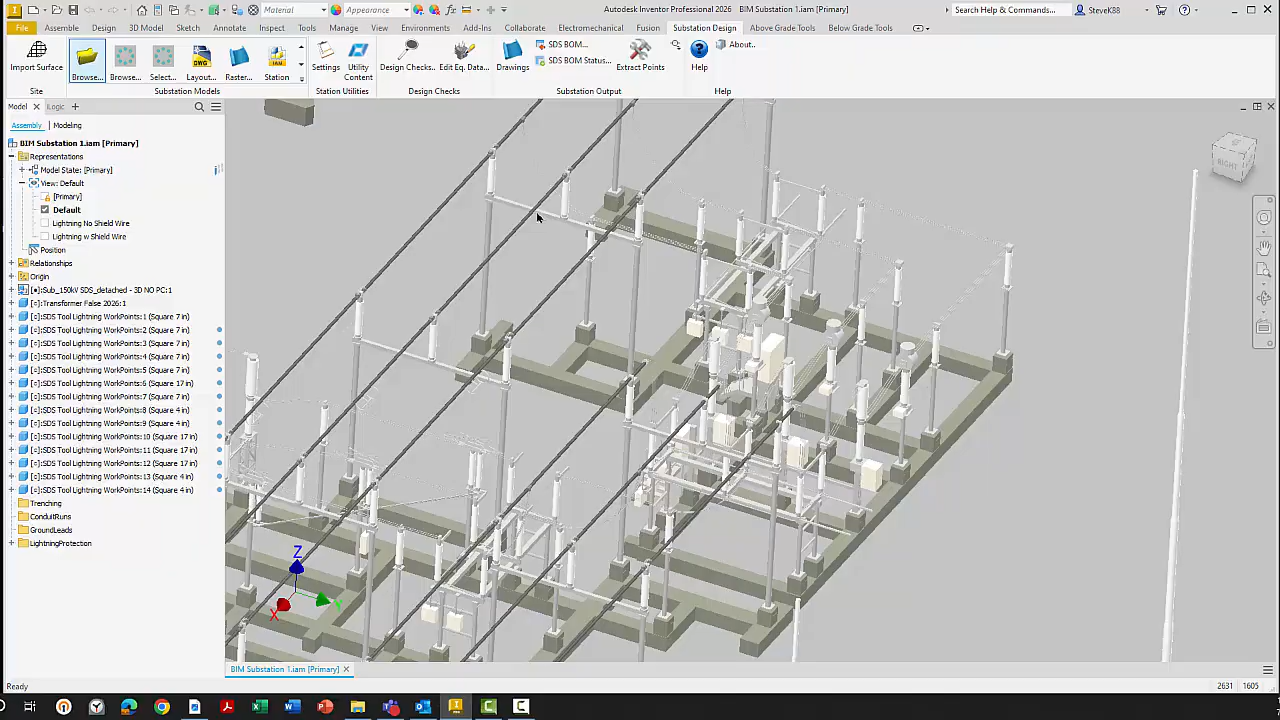 Material
Appearance
Autodesk Inventor Professional 2026 BIM Substation 1.iam [Primary]
Search Help & Commands...
SteveK88
File
Assemble
Design
3D Model
Sketch
Annotate
Inspect
Tools
Manage
View
Environments
Add-Ins
Collaborate
Electromechanical
Fusion
Substation Design
Above Grade Tools
Below Grade Tools
Import Surface
Browse...
Browse...
Select...
Layout...
Raster...
Station
Settings
Utility Content
Design Checks...
Edit Eq. Data...
Drawings
SDS BOM...
SDS BOM Status...
Extract Points
Help
About..
Site
Substation Models
Station Utilities
Design Checks
Substation Output
Help
Model
iLogic
Assembly
Modeling
BIM Substation 1.iam [Primary]
Representations
Model State: [Primary]
View: Default
[Primary]
Default
Lightning No Shield Wire
Lightning w Shield Wire
Position
Relationships
Origin
Sub_150kV SDS_detached - 3D NO PC:1
Transformer False 2026:1
SDS Tool Lightning WorkPoints:1 (Square 7 in)
SDS Tool Lightning WorkPoints:2 (Square 7 in)
SDS Tool Lightning WorkPoints:3 (Square 7 in)
SDS Tool Lightning WorkPoints:4 (Square 7 in)
SDS Tool Lightning WorkPoints:5 (Square 7 in)
SDS Tool Lightning WorkPoints:6 (Square 17 in)
SDS Tool Lightning WorkPoints:7 (Square 7 in)
SDS Tool Lightning WorkPoints:8 (Square 4 in)
SDS Tool Lightning WorkPoints:9 (Square 4 in)
SDS Tool Lightning WorkPoints:10 (Square 17 in)
SDS Tool Lightning WorkPoints:11 (Square 17 in)
SDS Tool Lightning WorkPoints:12 (Square 17 in)
SDS Tool Lightning WorkPoints:13 (Square 4 in)
SDS Tool Lightning WorkPoints:14 (Square 4 in)
Trenching
ConduitRuns
GroundLeads
LightningProtection
RIGHT
Z
X
Y
BIM Substation 1.iam [Primary]
Ready
2631
1605